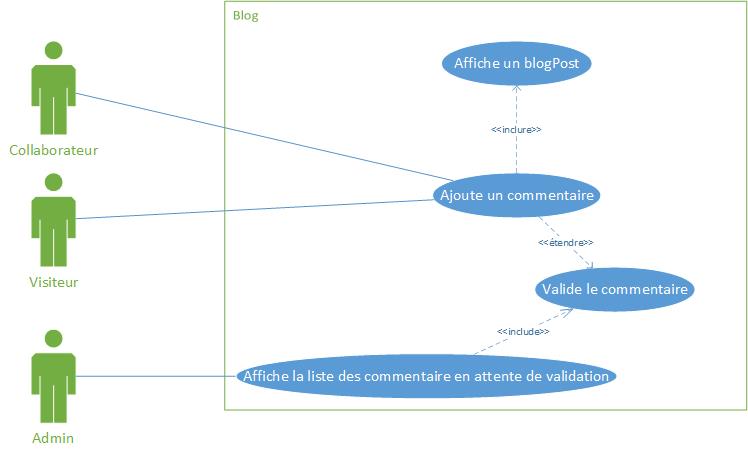 Blog
Affiche un blogPost
Collaborateur
<<inclure>>
Ajoute un commentaire
<<étendre>>
Visiteur
Valide le commentaire
<<include>>
Affiche la liste des commentaire en attente de validation
Admin